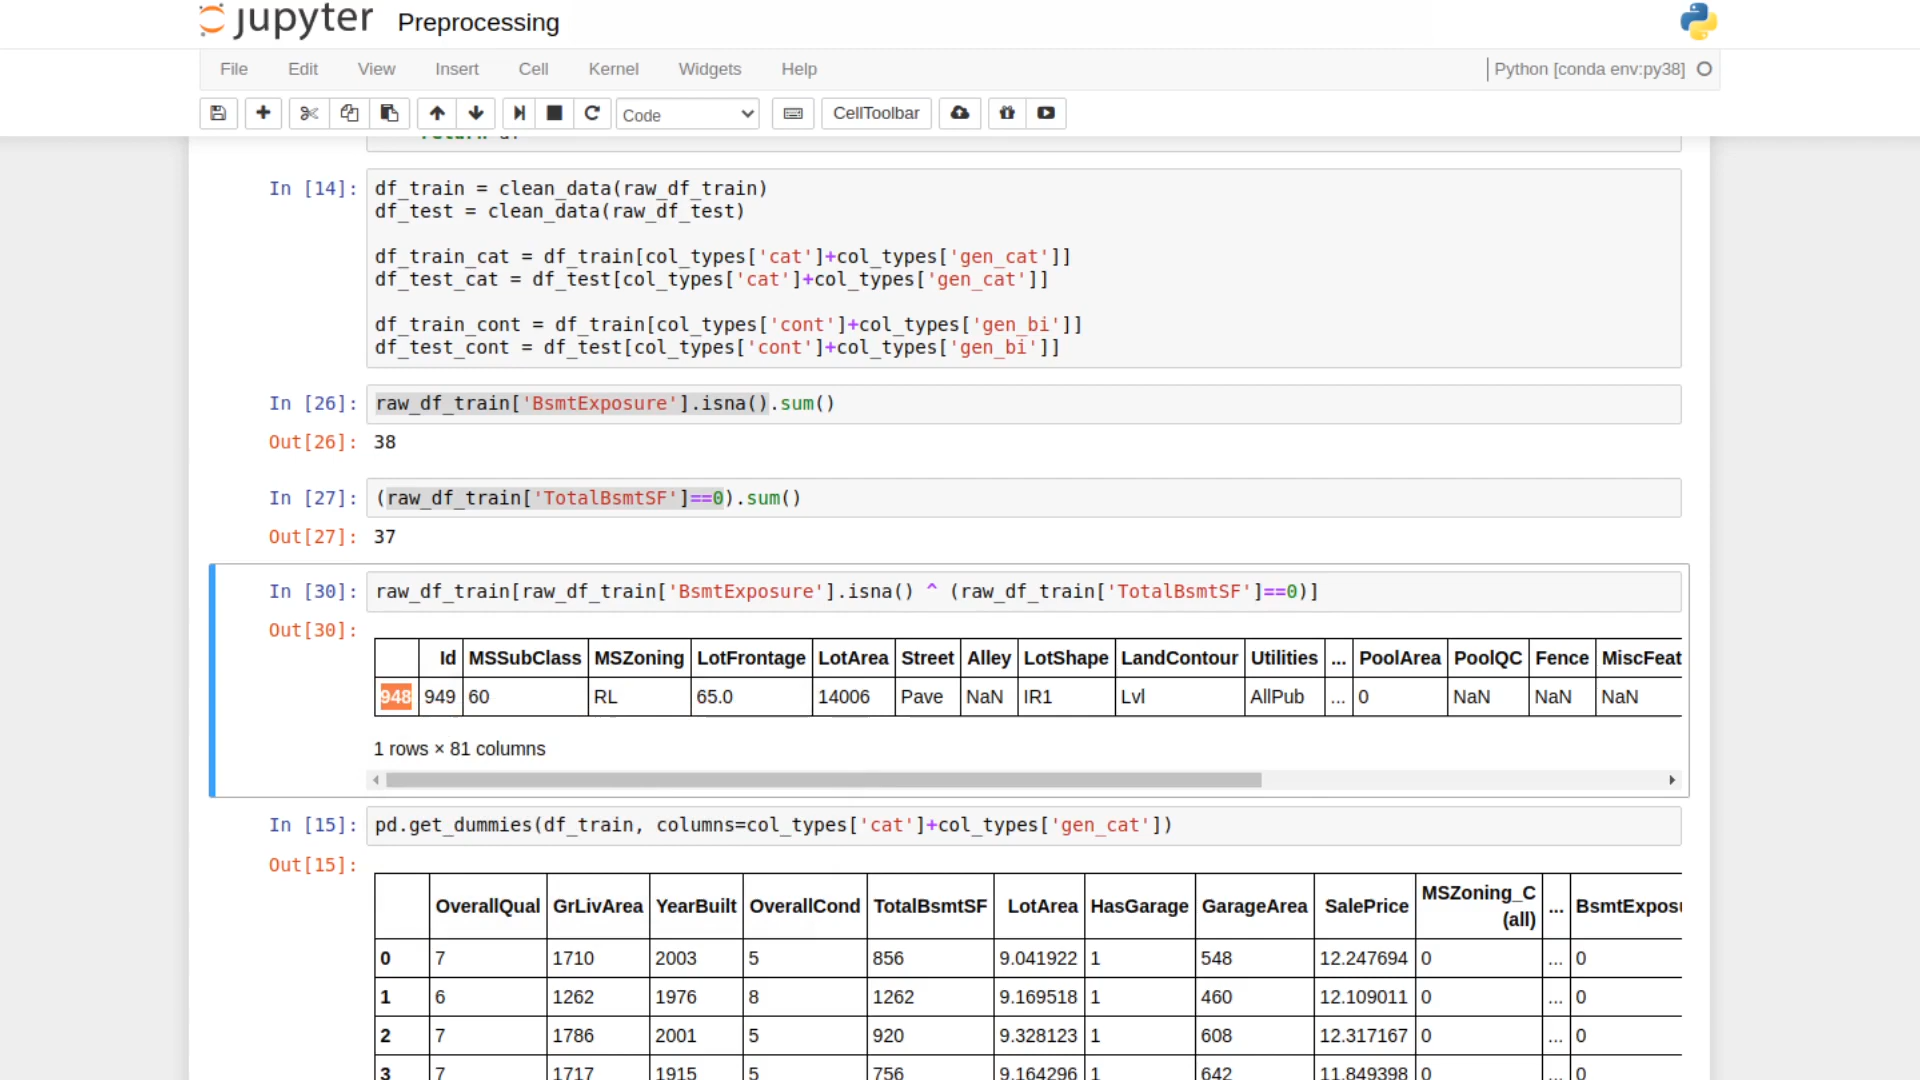 jupyter Preprocessing
File Edit View Insert Cell Kernel Widgets Help Python [conda env:py38]
Code CellToolbar
In [14]: df_train = clean_data(raw_df_train)
df_test = clean_data(raw_df_test)
df_train_cat = df_train[col_types['cat']+col_types['gen_cat']]
df_test_cat = df_test[col_types['cat']+col_types['gen_cat']]
df_train_cont = df_train[col_types['cont']+col_types['gen_bi']]
df_test_cont = df_test[col_types['cont']+col_types['gen_bi']]
In [26]: raw_df_train['BsmtExposure'].isna().sum()
Out[26]: 38
In [27]: (raw_df_train['TotalBsmtSF']==0).sum()
Out[27]: 37
In [30]: raw_df_train[raw_df_train['BsmtExposure'].isna() ^ (raw_df_train['TotalBsmtSF']==0)]
Out[30]:
Id MSSubClass MSZoning LotFrontage LotArea Street Alley LotShape LandContour Utilities ... PoolArea PoolQC Fence MiscFeat
948 949 60 RL 65.0 14006 Pave NaN IR1 Lvl AllPub ... 0 NaN NaN NaN
1 rows × 81 columns
In [15]: pd.get_dummies(df_train, columns=col_types['cat']+col_types['gen_cat'])
Out[15]:
OverallQual GrLivArea YearBuilt OverallCond TotalBsmtSF LotArea HasGarage GarageArea SalePrice MSZoning_C (all) ... BsmtExpos
0 7 1710 2003 5 856 9.041922 1 548 12.247694 0 ... 0
1 6 1262 1976 8 1262 9.169518 1 460 12.109011 0 ... 0
2 7 1786 2001 5 920 9.328123 1 608 12.317167 0 ... 0
3 7 1717 1915 5 756 9.164296 1 642 11.849398 0 ... 0